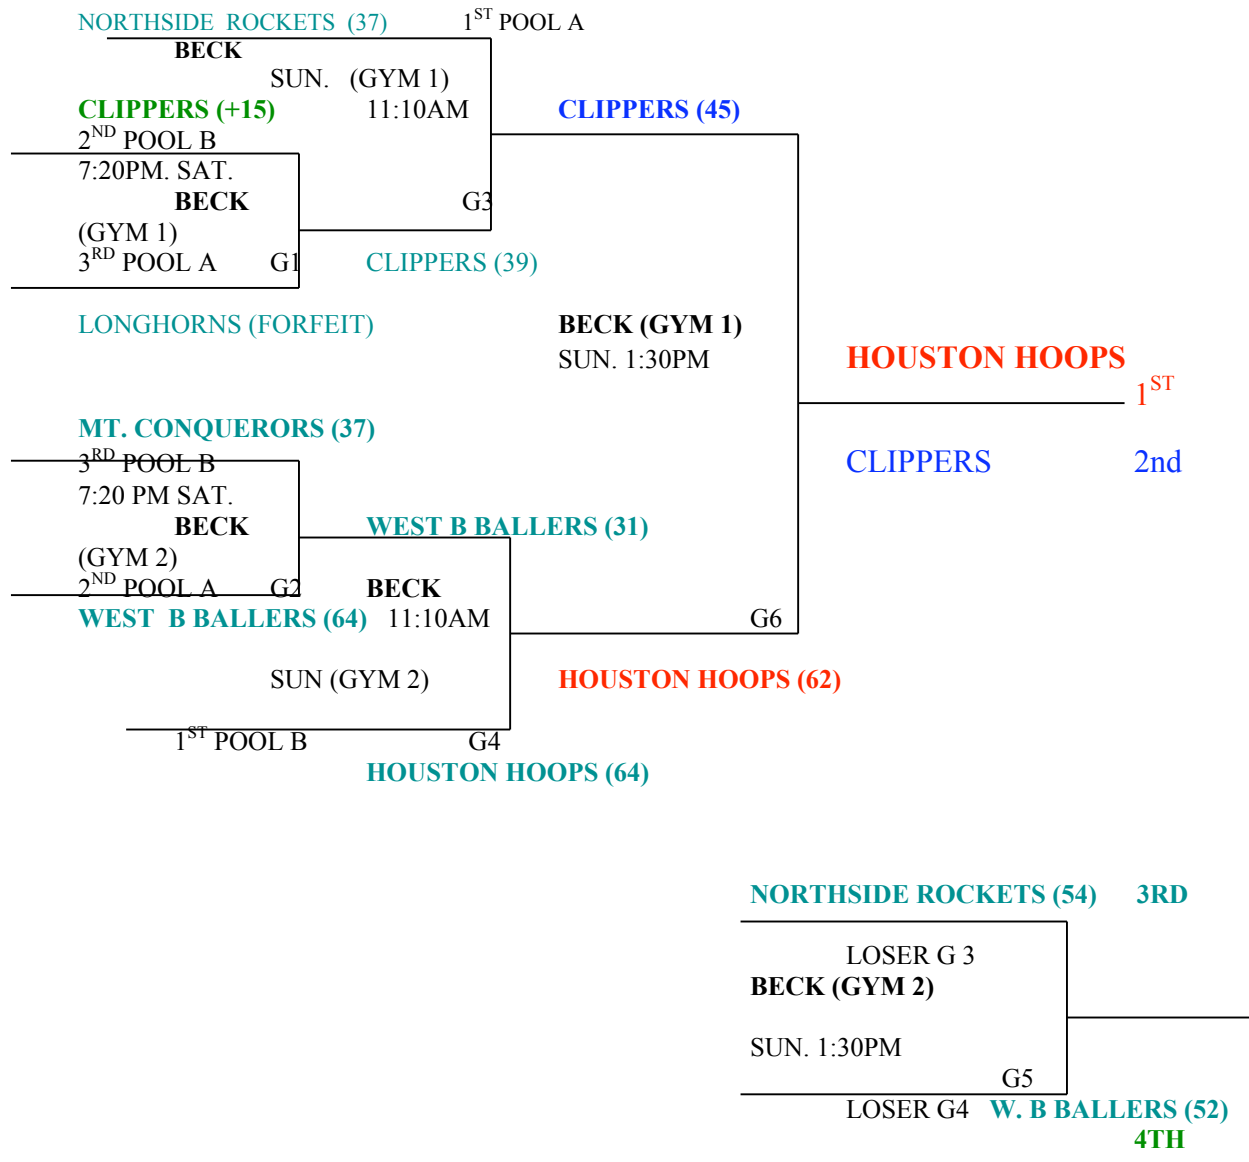 NORTHSIDE  ROCKETS  (37)    1ST POOL A
BECK
SUN.   (GYM 1)
CLIPPERS (+15)    11:10AM    CLIPPERS (45)
2ND POOL B
7:20PM. SAT.
BECK    G3
(GYM 1)
3RD POOL A    G1    CLIPPERS (39)
LONGHORNS (FORFEIT)    BECK (GYM 1)
SUN. 1:30PM    HOUSTON HOOPS
1ST
MT. CONQUERORS (37)
3RD POOL B    CLIPPERS    2nd
7:20 PM SAT.
BECK    WEST B BALLERS (31)
(GYM 2)
2ND POOL A    G2    BECK
WEST  B BALLERS (64)    11:10AM    G6
SUN (GYM 2)    HOUSTON HOOPS (62)
1ST POOL B    G4
HOUSTON HOOPS (64)
NORTHSIDE ROCKETS (54)    3RD
LOSER G 3
BECK (GYM 2)
SUN. 1:30PM
G5
LOSER G4    W. B BALLERS (52)
4TH